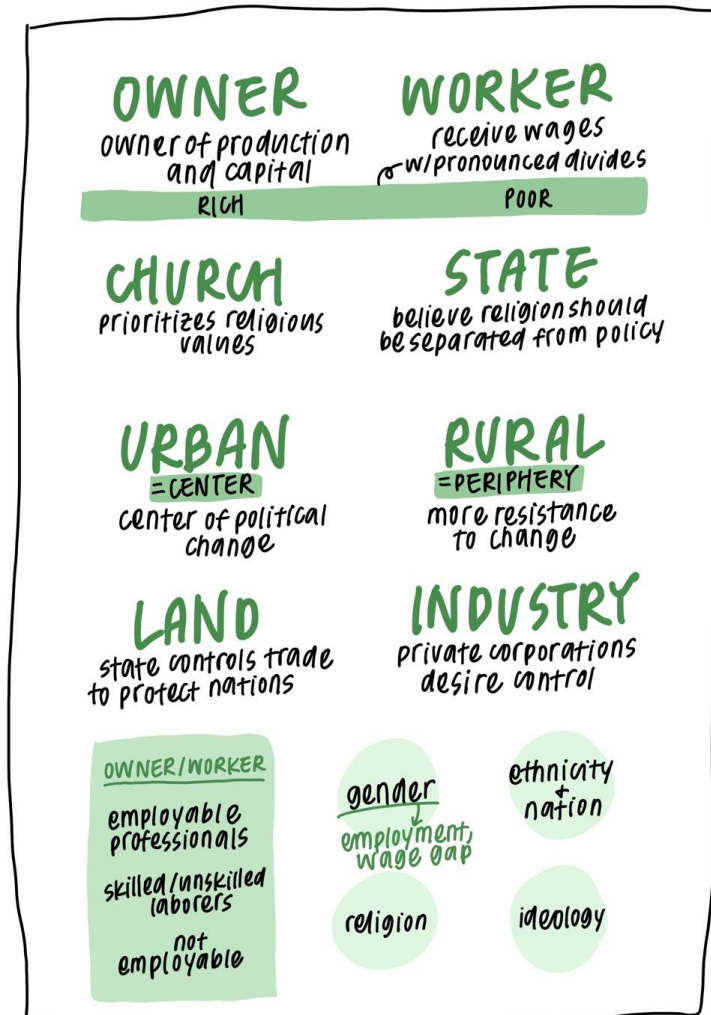 OWNER
owner of production
and capital
WORKER
receive wages
w/pronounced divides
RICH
POOR
CHURCH
prioritizes religious
values
STATE
believe religion should
be separated from policy
URBAN
=CENTER
center of political
change
RURAL
=PERIPHERY
more resistance
to change
LAND
state controls trade
to protect nations
INDUSTRY
private corporations
desire control
OWNER/WORKER
employable
professionals
skilled/unskilled
laborers
not
employable
gender
employment,
wage gap
ethnicity
+
nation
religion
ideology